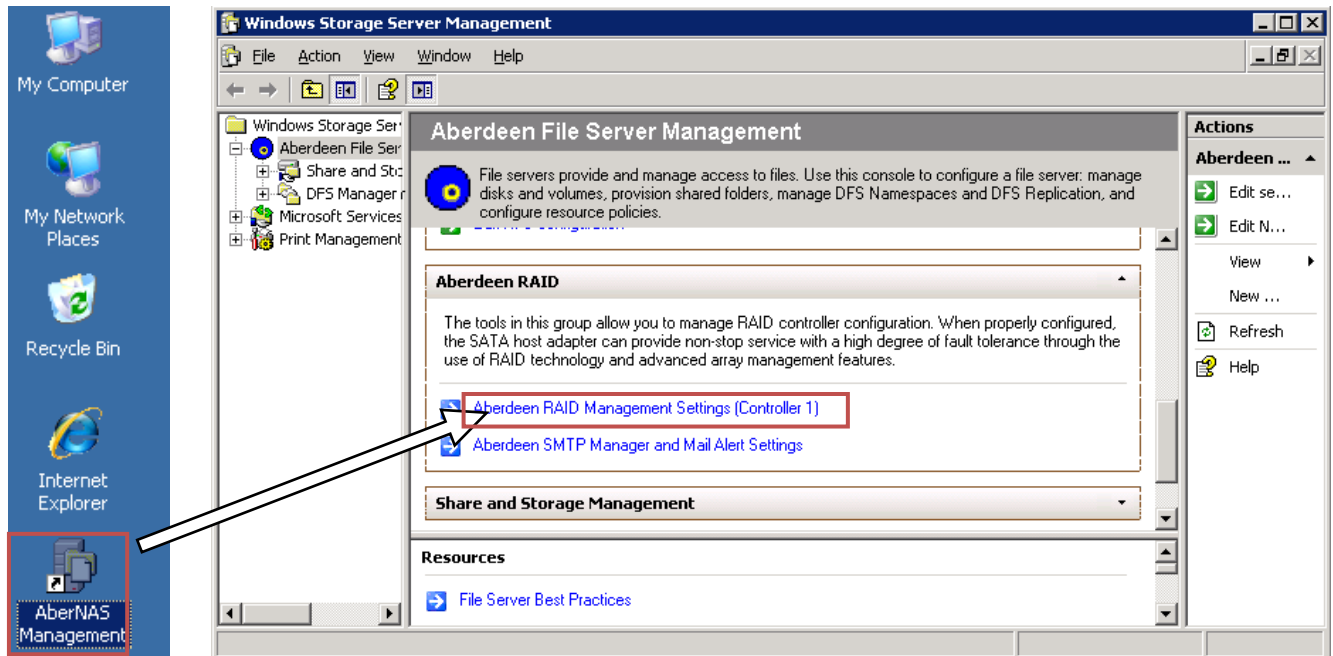 My Computer
My Network
Places
Recycle Bin
Internet
Explorer
AberNAS
Management
Windows Storage Server Management
File Action View Window Help
Windows Storage Ser
Aberdeen File Ser
Share and Sto
DFS Manager
Microsoft Services
Print Management
Aberdeen File Server Management
File servers provide and manage access to files. Use this console to configure a file server: manage
disks and volumes, provision shared folders, manage DFS Namespaces and DFS Replication, and
configure resource policies.
Aberdeen RAID
The tools in this group allow you to manage RAID controller configuration. When properly configured,
the SATA host adapter can provide non-stop service with a high degree of fault tolerance through the
use of RAID technology and advanced array management features.
Aberdeen RAID Management Settings (Controller 1)
Aberdeen SMTP Manager and Mail Alert Settings
Share and Storage Management
Resources
File Server Best Practices
Actions
Aberdeen ...
Edit se...
Edit N...
View
New ...
Refresh
Help